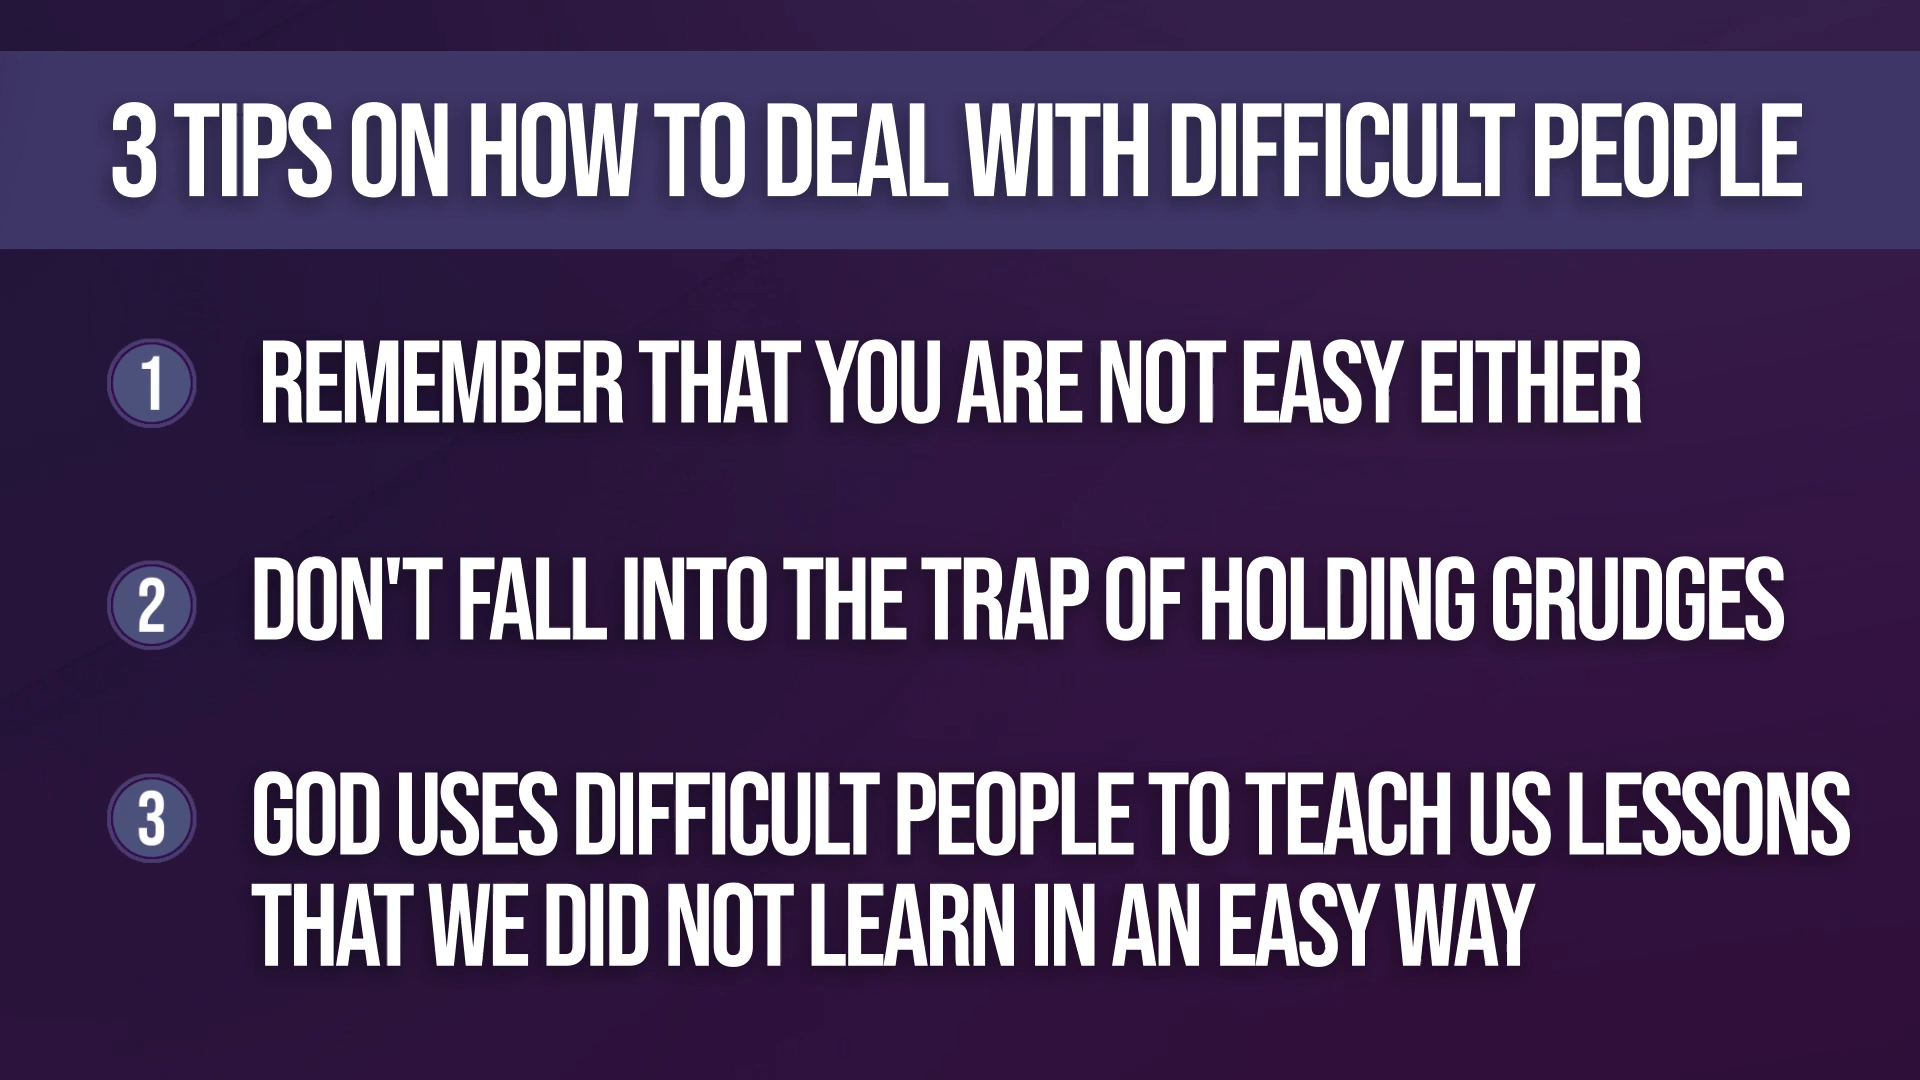 3 TIPS ON HOW TO DEAL WITH DIFFICULT PEOPLE
1 REMEMBER THAT YOU ARE NOT EASY EITHER
2 DON'T FALL INTO THE TRAP OF HOLDING GRUDGES
3 GOD USES DIFFICULT PEOPLE TO TEACH US LESSONS
THAT WE DID NOT LEARN IN AN EASY WAY